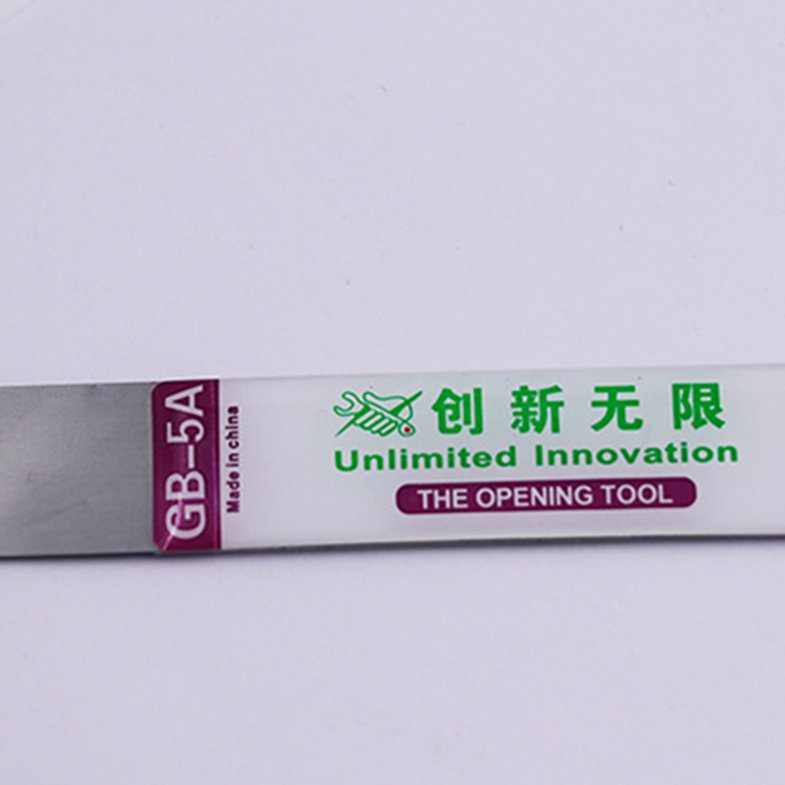 GB-5A
Made in china
创新无限
Unlimited Innovation
THE OPENING TOOL